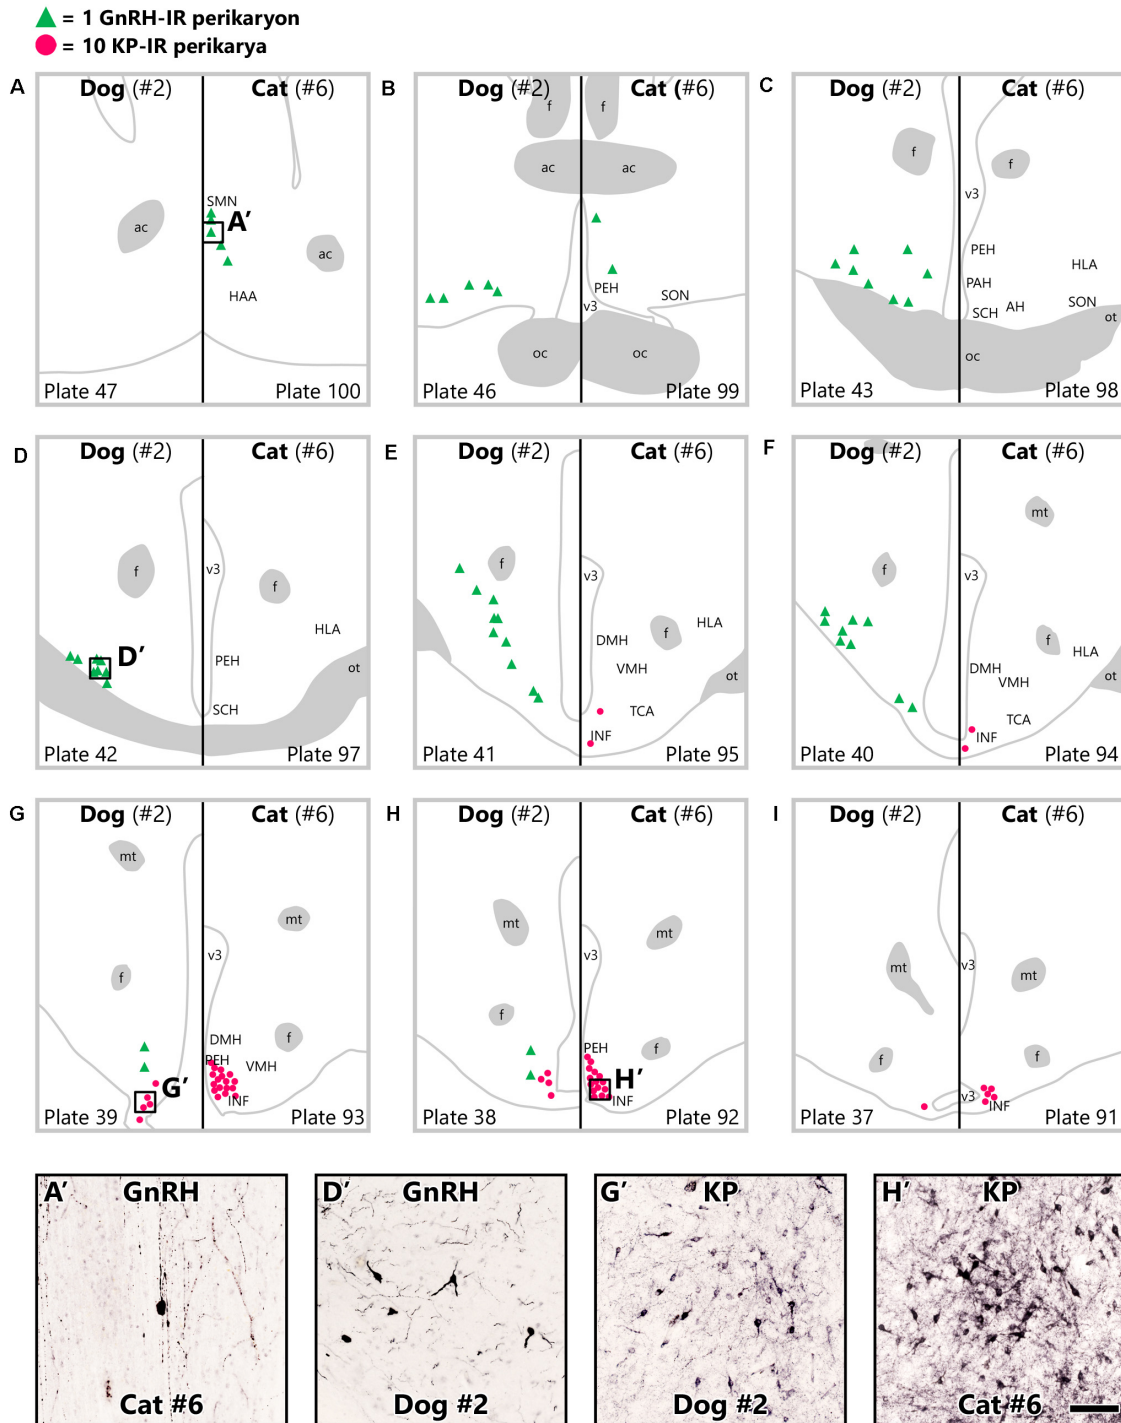 = 1 GnRH-IR perikaryon
= 10 KP-IR perikarya
A
Dog (#2) Cat (#6)
SMN
A′
ac
ac
HAA
Plate 47 Plate 100
B
Dog (#2) Cat (#6)
f f
ac ac
PEH
SON
v3
oc oc
Plate 46 Plate 99
C
Dog (#2) Cat (#6)
f
f
v3
PEH
HLA
PAH
SON
SCH AH
ot
oc
Plate 43 Plate 98
D
Dog (#2) Cat (#6)
f
v3
f
HLA
D′
PEH
ot
SCH
Plate 42 Plate 97
E
Dog (#2) Cat (#6)
f
v3
HLA
f
DMH
VMH
ot
TCA
INF
Plate 41 Plate 95
F
Dog (#2) Cat (#6)
mt
f
v3
f
HLA
DMH
VMH
ot
TCA
INF
Plate 40 Plate 94
G
Dog (#2) Cat (#6)
mt
mt
v3
f
f
DMH
PEH
VMH
G′
INF
Plate 39 Plate 93
H
Dog (#2) Cat (#6)
mt
mt
v3
f
PEH
f
H′
INF
Plate 38 Plate 92
I
Dog (#2) Cat (#6)
mt
v3
mt
f
f
v3
INF
Plate 37 Plate 91
A′ GnRH
Cat #6
D′ GnRH
Dog #2
G′ KP
Dog #2
H′ KP
Cat #6